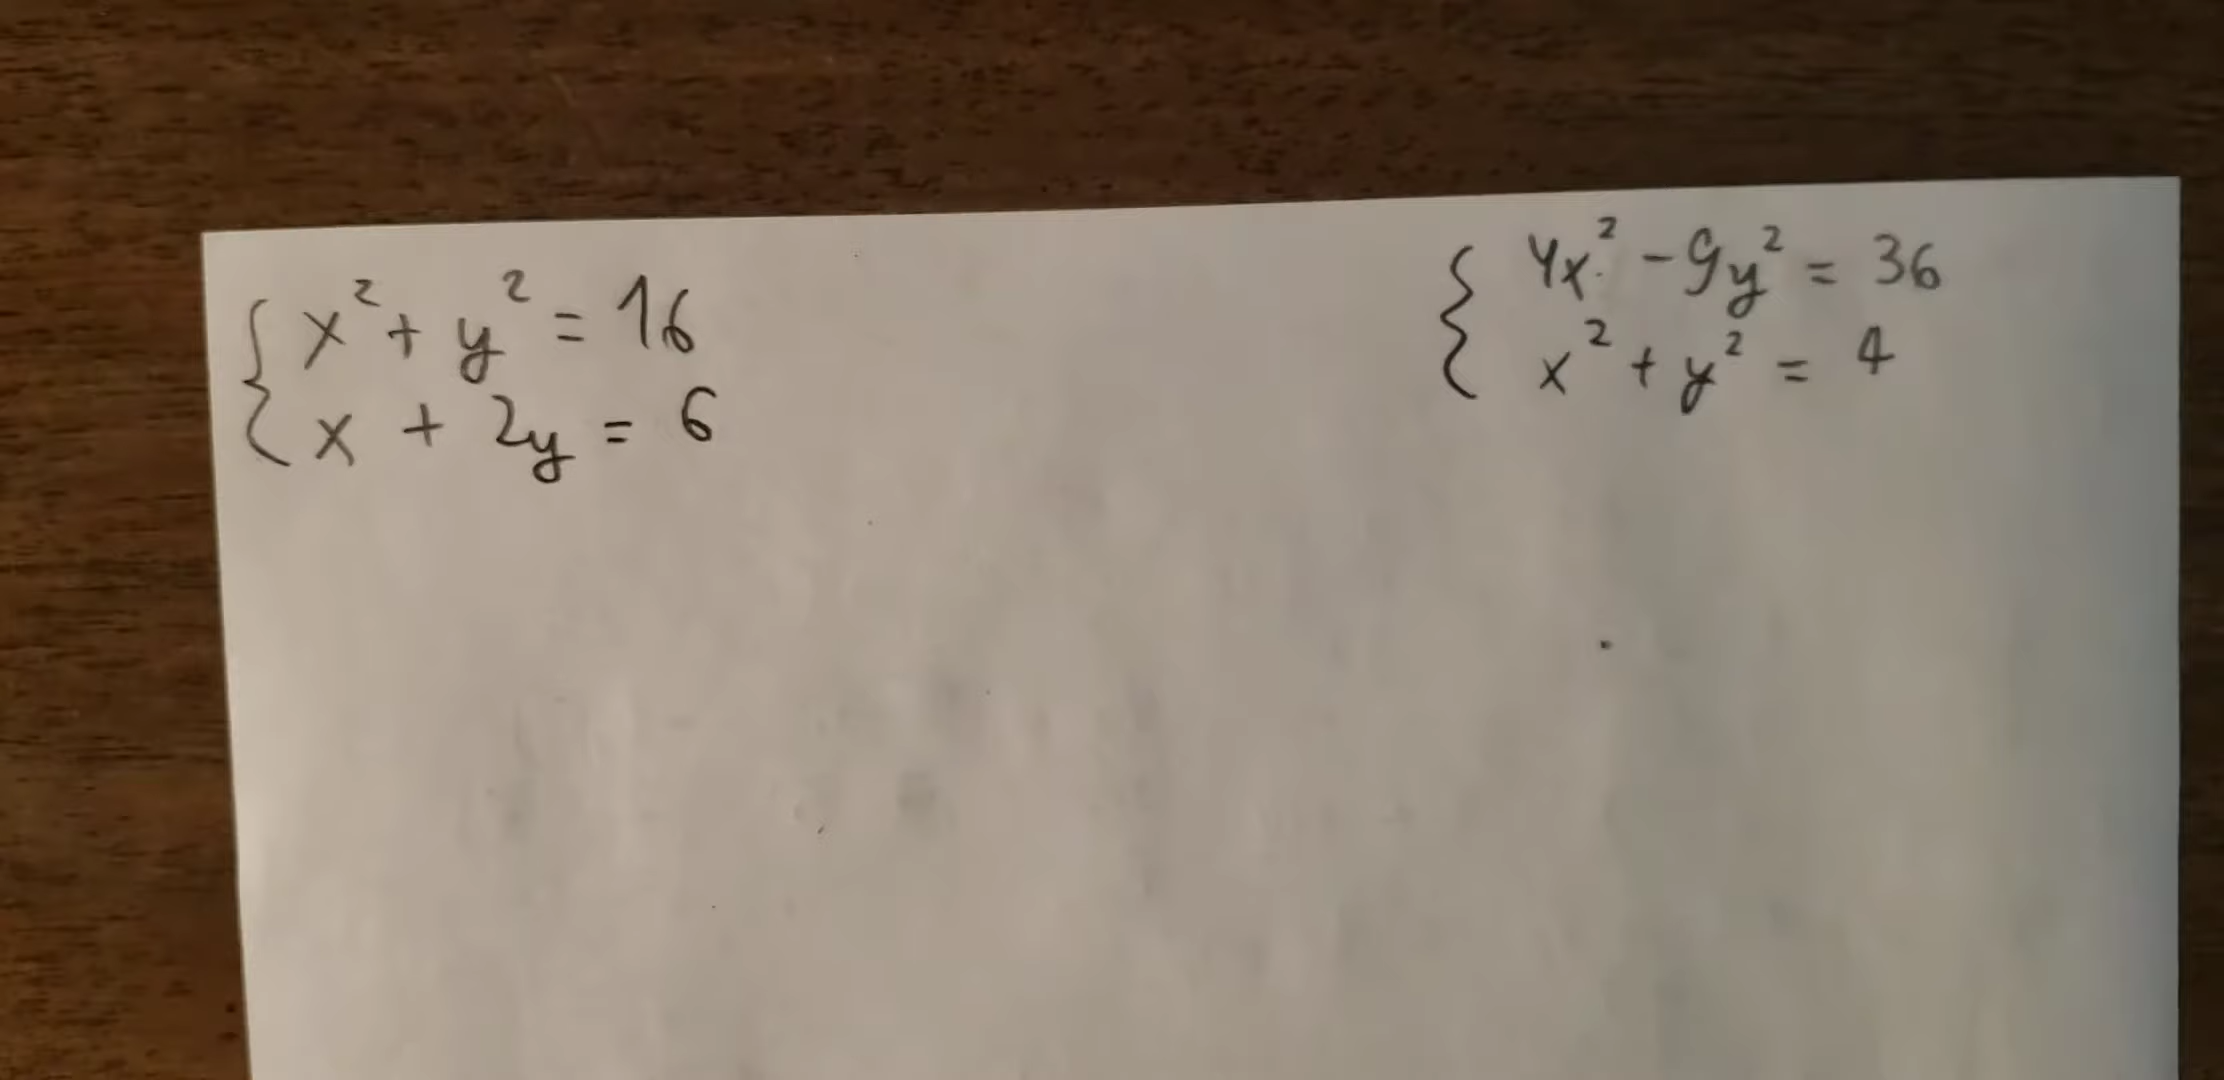 x² + y² = 16
x + 2y = 6
4x² - 9y² = 36
x² + y² = 4